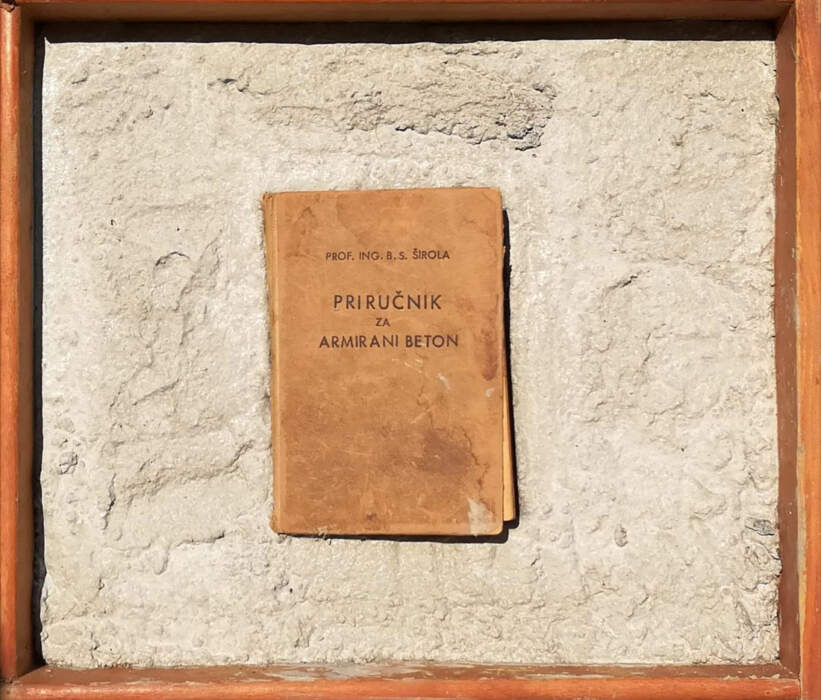 PROF. ING. B. S. ŠIROLA
PRIRUČNIK
ZA
ARMIRANI BETON